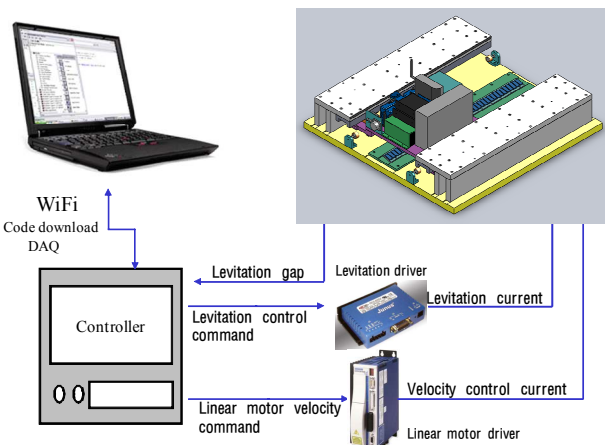 WiFi
Code download
DAQ
Levitation gap
Levitation driver
Controller
Levitation control
command
Junus
Levitation current
Linear motor velocity
command
Velocity control current
Linear motor driver